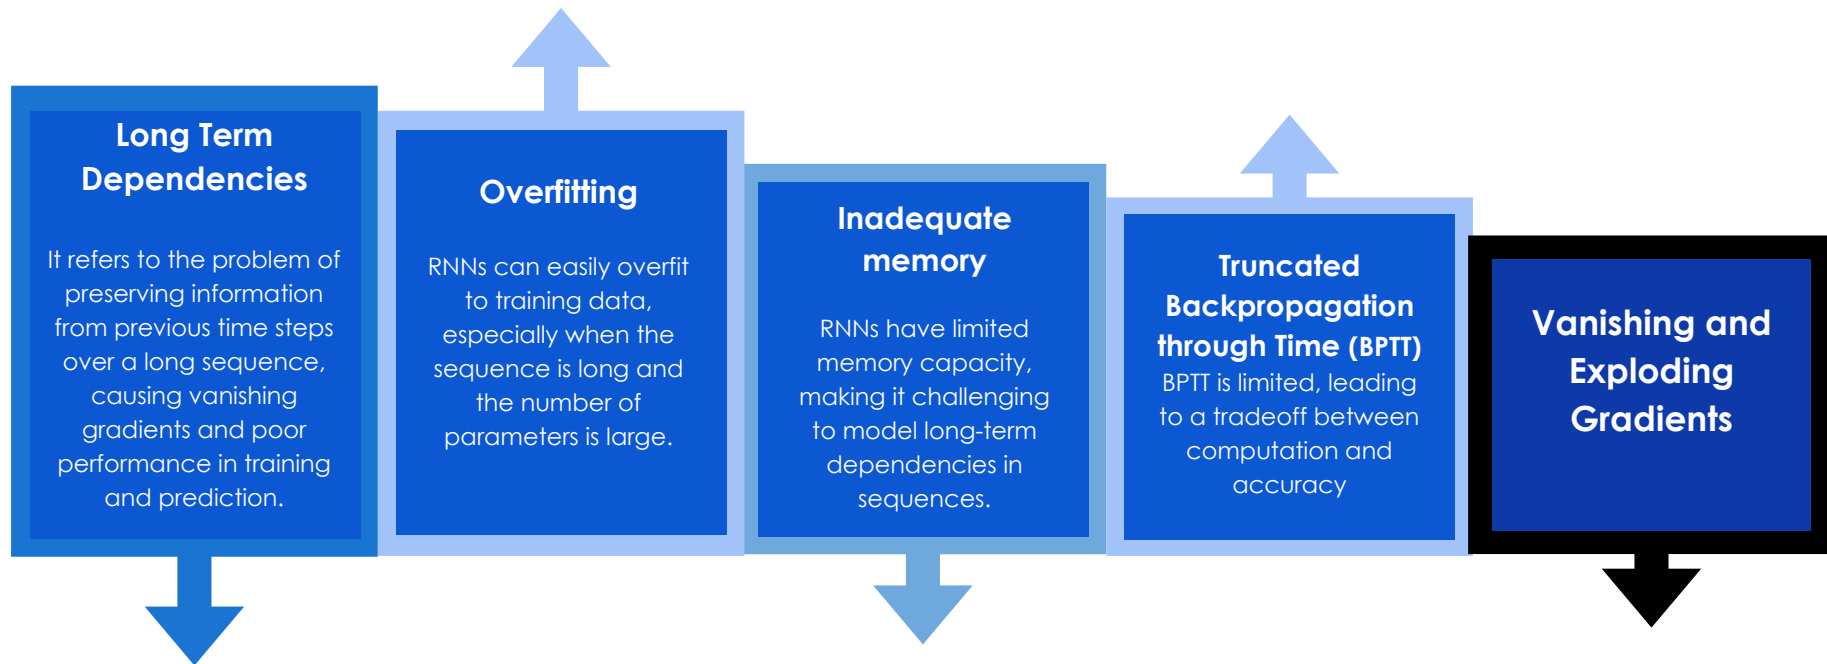 Long Term
Dependencies
It refers to the problem of
preserving information
from previous time steps
over a long sequence,
causing vanishing
gradients and poor
performance in training
and prediction.
Overfitting
RNNs can easily overfit
to training data,
especially when the
sequence is long and
the number of
parameters is large.
Inadequate
memory
RNNs have limited
memory capacity,
making it challenging
to model long-term
dependencies in
sequences.
Truncated
Backpropagation
through Time (BPTT)
BPTT is limited, leading
to a tradeoff between
computation and
accuracy
Vanishing and
Exploding
Gradients